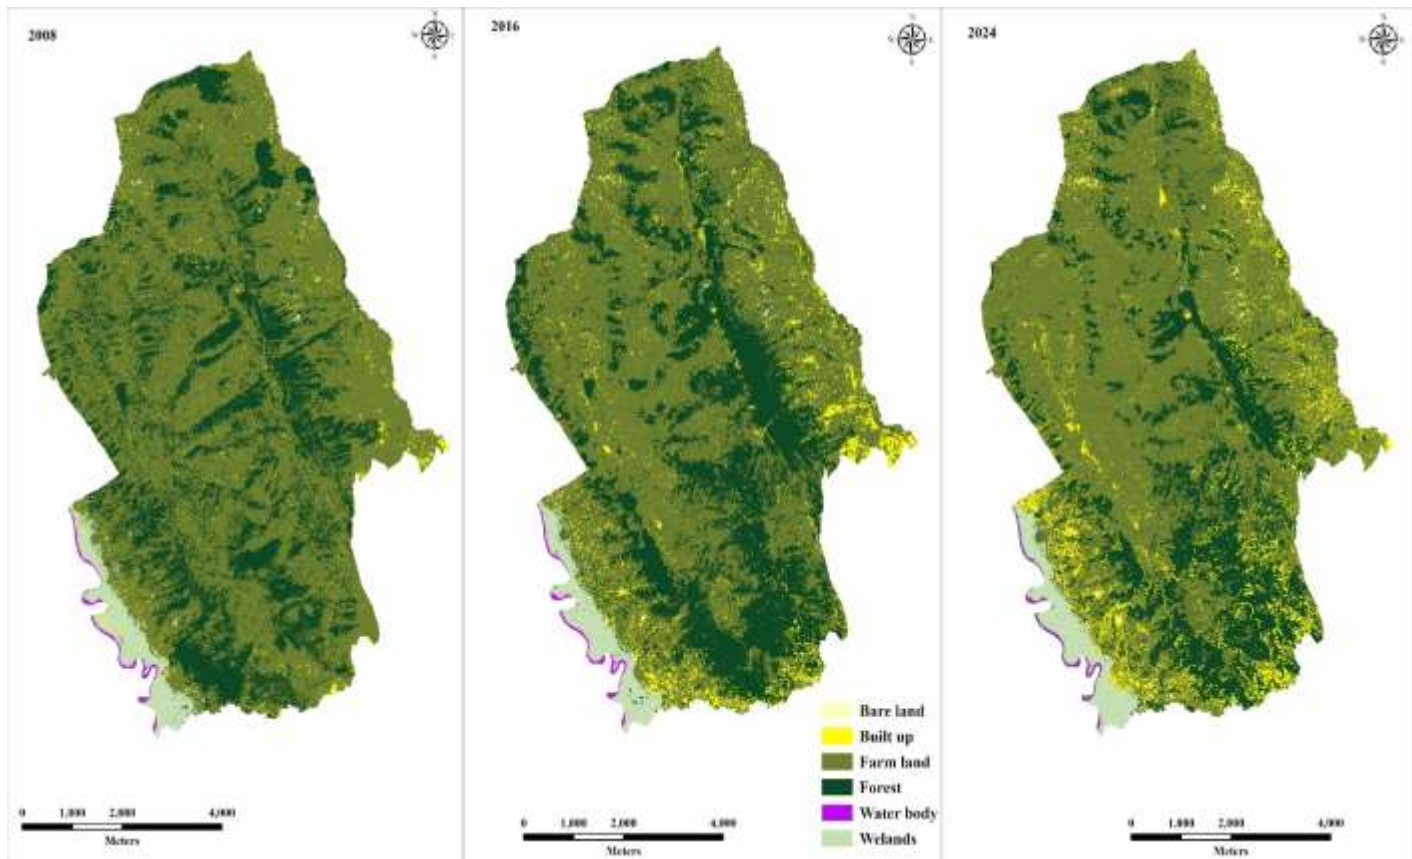 2008
2016
2024
Bare land
Built up
Farm land
Forest
Water body
Welands
0 1,000 2,000 4,000
Meters
0 1,000 2,000 4,000
Meters
0 1,000 2,000 4,000
Meters